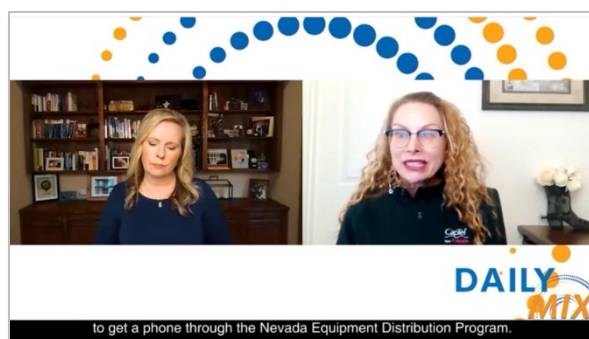 CapTel
DAILY
MIX
to get a phone through the Nevada Equipment Distribution Program.